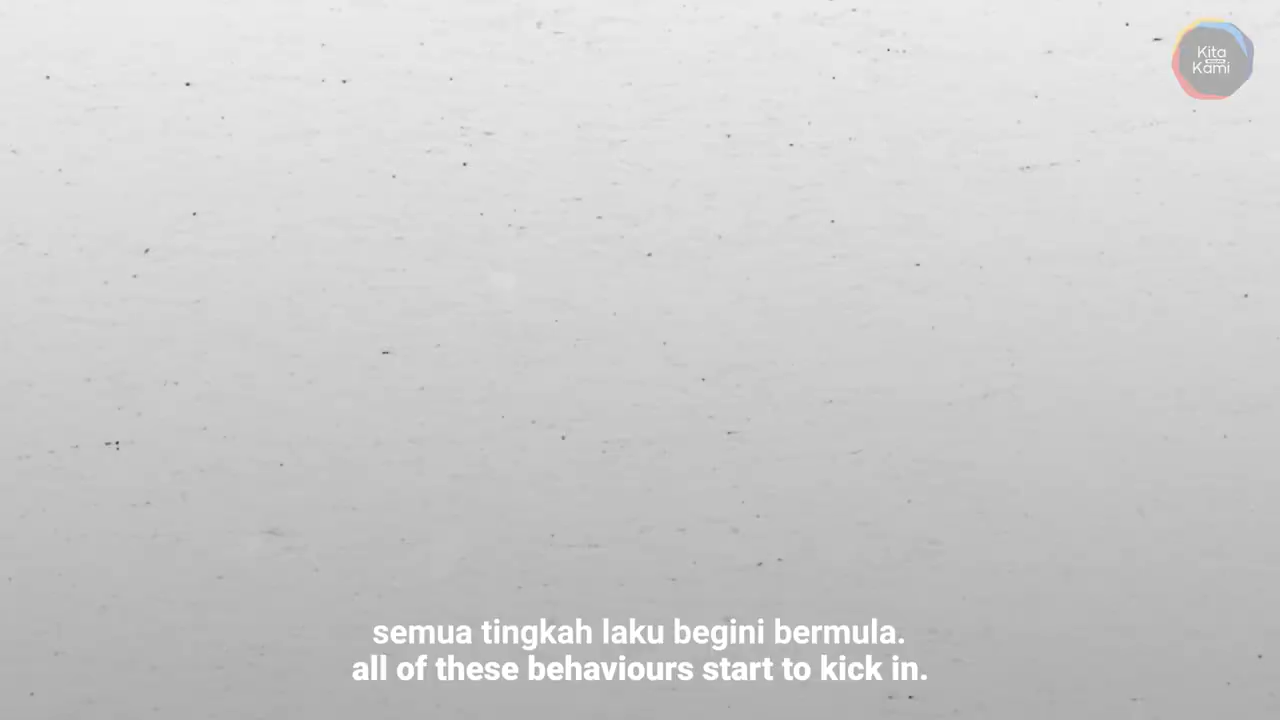 Kita
Kami
semua tingkah laku begini bermula.
all of these behaviours start to kick in.